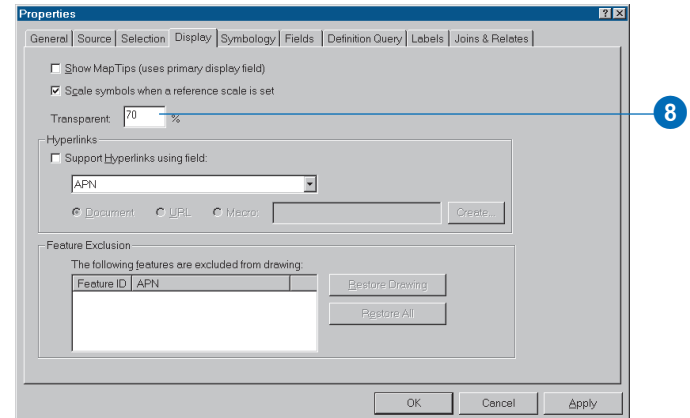 Properties
General Source Selection Display Symbology Fields Definition Query Labels Joins & Relates
Show MapTips (uses primary display field)
Scale symbols when a reference scale is set
Transparent: 70 %
8
Hyperlinks
Support Hyperlinks using field:
APN
Document URL Macro: Create...
Feature Exclusion
The following features are excluded from drawing:
Feature ID APN
Restore Drawing
Restore All
OK Cancel Apply